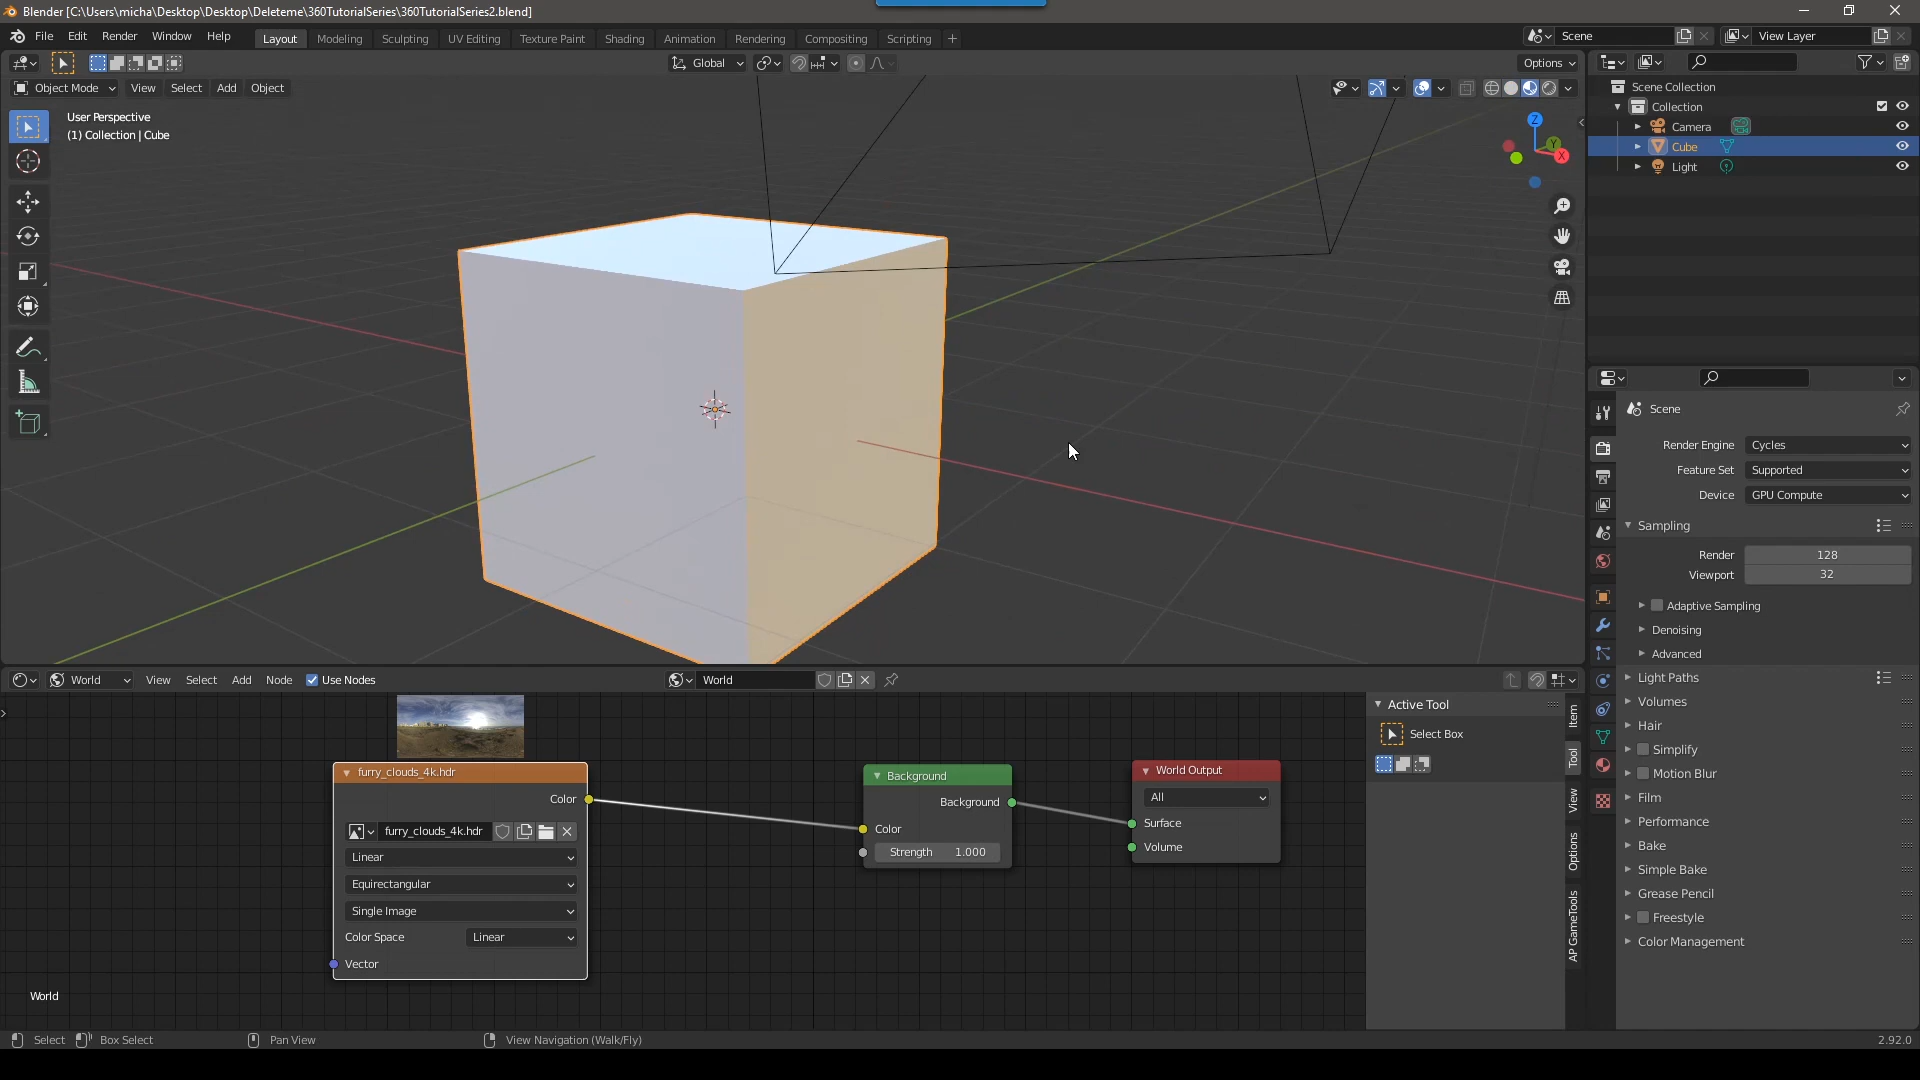 Blender [C:\Users\micha\Desktop\Desktop\Deleteme\360TutorialSeries\360TutorialSeries2.blend]
File Edit Render Window Help
Layout Modeling Sculpting UV Editing Texture Paint Shading Animation Rendering Compositing Scripting +
Scene
View Layer
Global
Options
Object Mode View Select Add Object
User Perspective
(1) Collection | Cube
Z
Y
X
Scene Collection
Collection
Camera
Cube
Light
Scene
Render Engine Cycles
Feature Set Supported
Device GPU Compute
Sampling
Render 128
Viewport 32
Adaptive Sampling
Denoising
Advanced
Light Paths
Volumes
Hair
Simplify
Motion Blur
Film
Performance
Bake
Simple Bake
Grease Pencil
Freestyle
Color Management
World View Select Add Node Use Nodes
World
furry_clouds_4k.hdr
Color
furry_clouds_4k.hdr
Linear
Equirectangular
Single Image
Color Space Linear
Vector
Background
Background
Color
Strength 1.000
World Output
All
Surface
Volume
Active Tool
Select Box
Item
Tool
View
Options
AP GameTools
World
Select Box Select Pan View View Navigation (Walk/Fly)
2.92.0